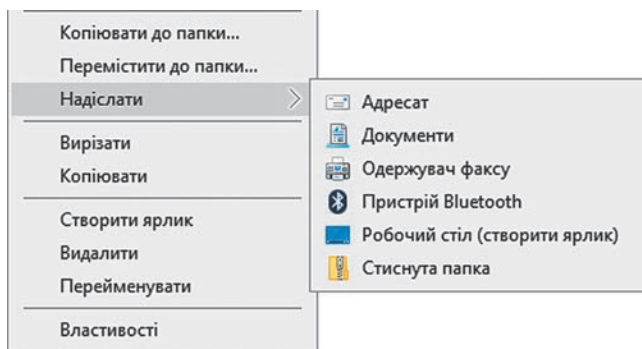 Копіювати до папки...
Перемістити до папки...
Надіслати
Вирізати
Копіювати
Створити ярлик
Видалити
Перейменувати
Властивості
Адресат
Документи
Одержувач факсу
Пристрій Bluetooth
Робочий стіл (створити ярлик)
Стиснута папка